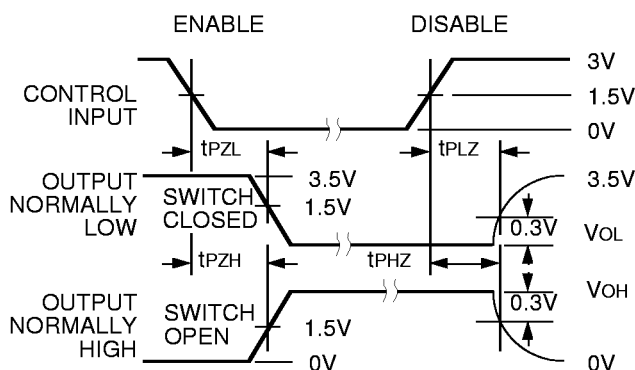 ENABLE DISABLE
CONTROL INPUT
3V
1.5V
0V
tPZL
tPLZ
OUTPUT NORMALLY LOW
SWITCH CLOSED
3.5V
1.5V
3.5V
0.3V
VOL
tPZH
tPHZ
OUTPUT NORMALLY HIGH
SWITCH OPEN
1.5V
0V
VOH
0.3V
0V